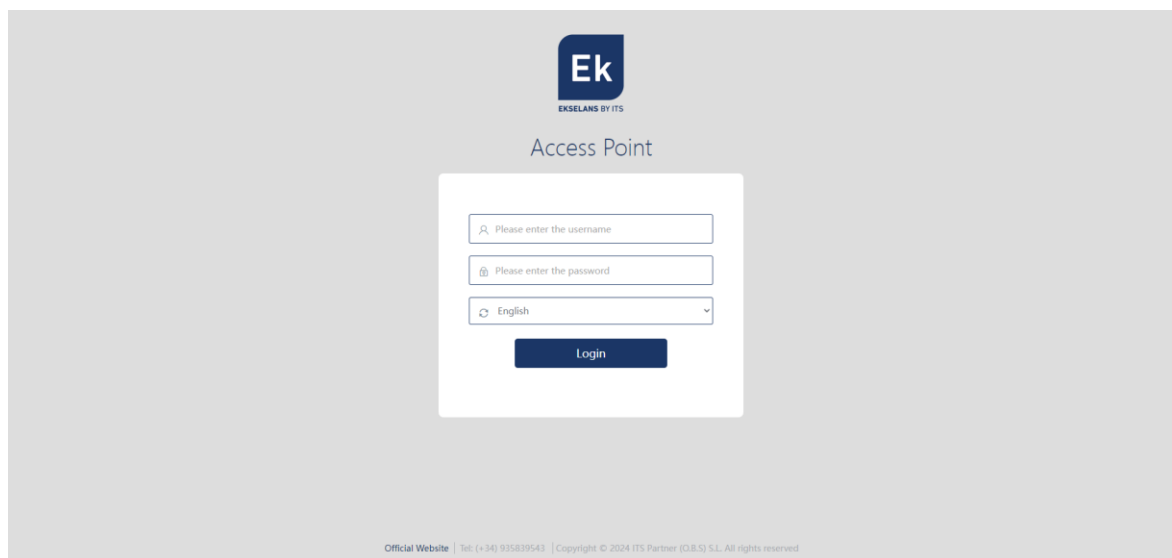 Ek
EKSELANS BY ITS
Access Point
Please enter the username
Please enter the password
English
Login
Official Website | Tel: (+34) 935839543 | Copyright © 2024 ITS Partner (O.B.S) S.L. All rights reserved